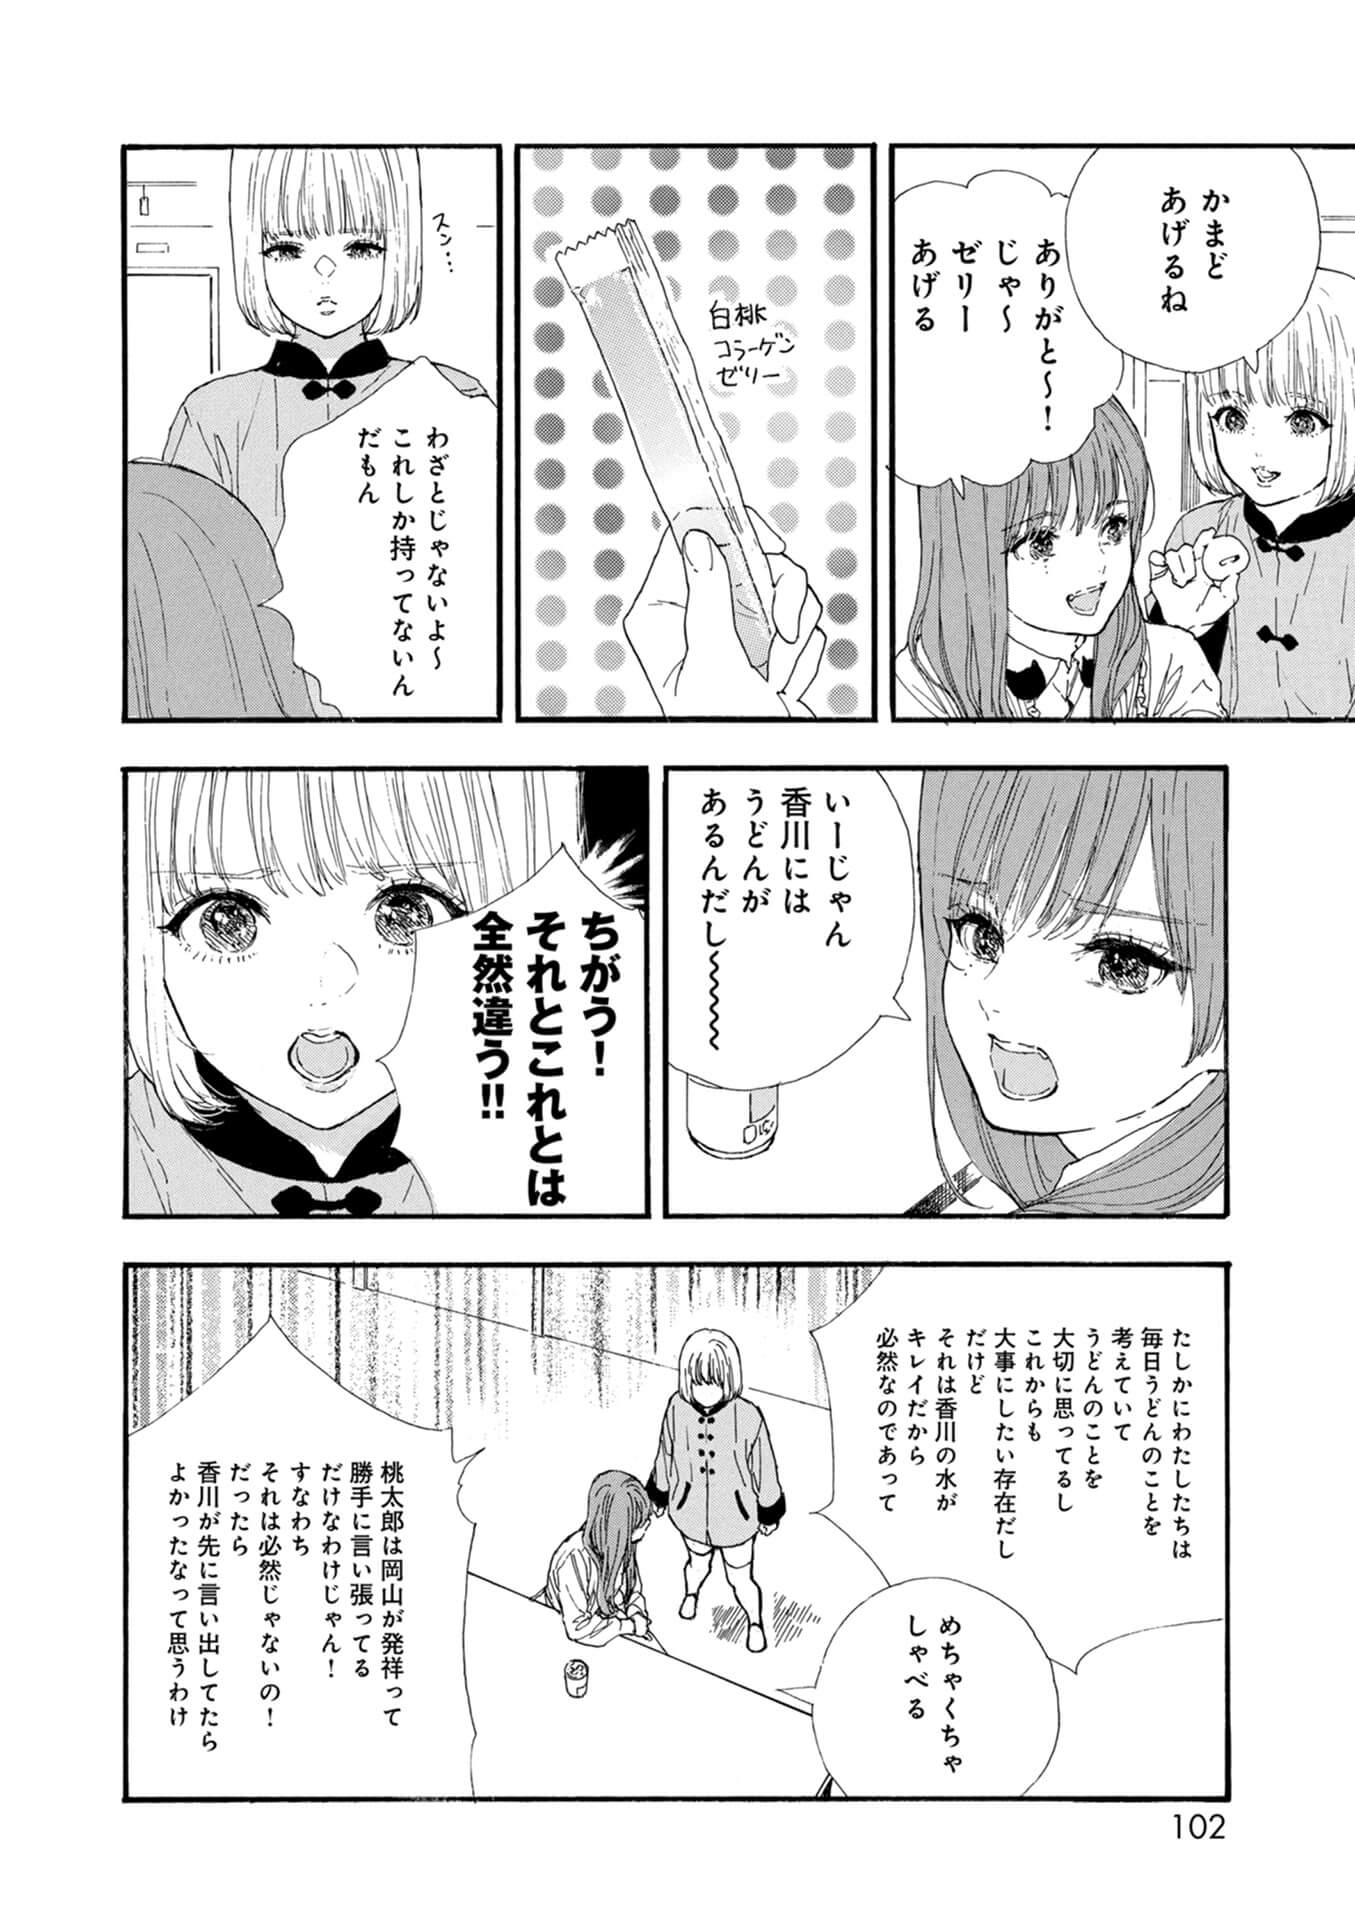 かまど
あげるね
ありがと〜！
じゃ〜
ゼリー
あげる
白桃
コラーゲン
ゼリー
スン…
わざとじゃないよ〜
これしか持ってないん
だもん
いーじゃん
香川には
うどんが
あるんだし〜〜〜〜
ちがう！
それとこれとは
全然違う!!
たしかにわたしたちは
毎日うどんのことを
考えていて
うどんのことを
大切に思ってるし
これからも
大事にしたい存在だし
だけど
それは香川の水が
キレイだから
必然なのであって
めちゃくちゃ
しゃべる
桃太郎は岡山が発祥って
勝手に言い張ってる
だけなわけじゃん！
すなわち
それは必然じゃないの！
だったら
香川が先に言い出してたら
よかったなって思うわけ
102